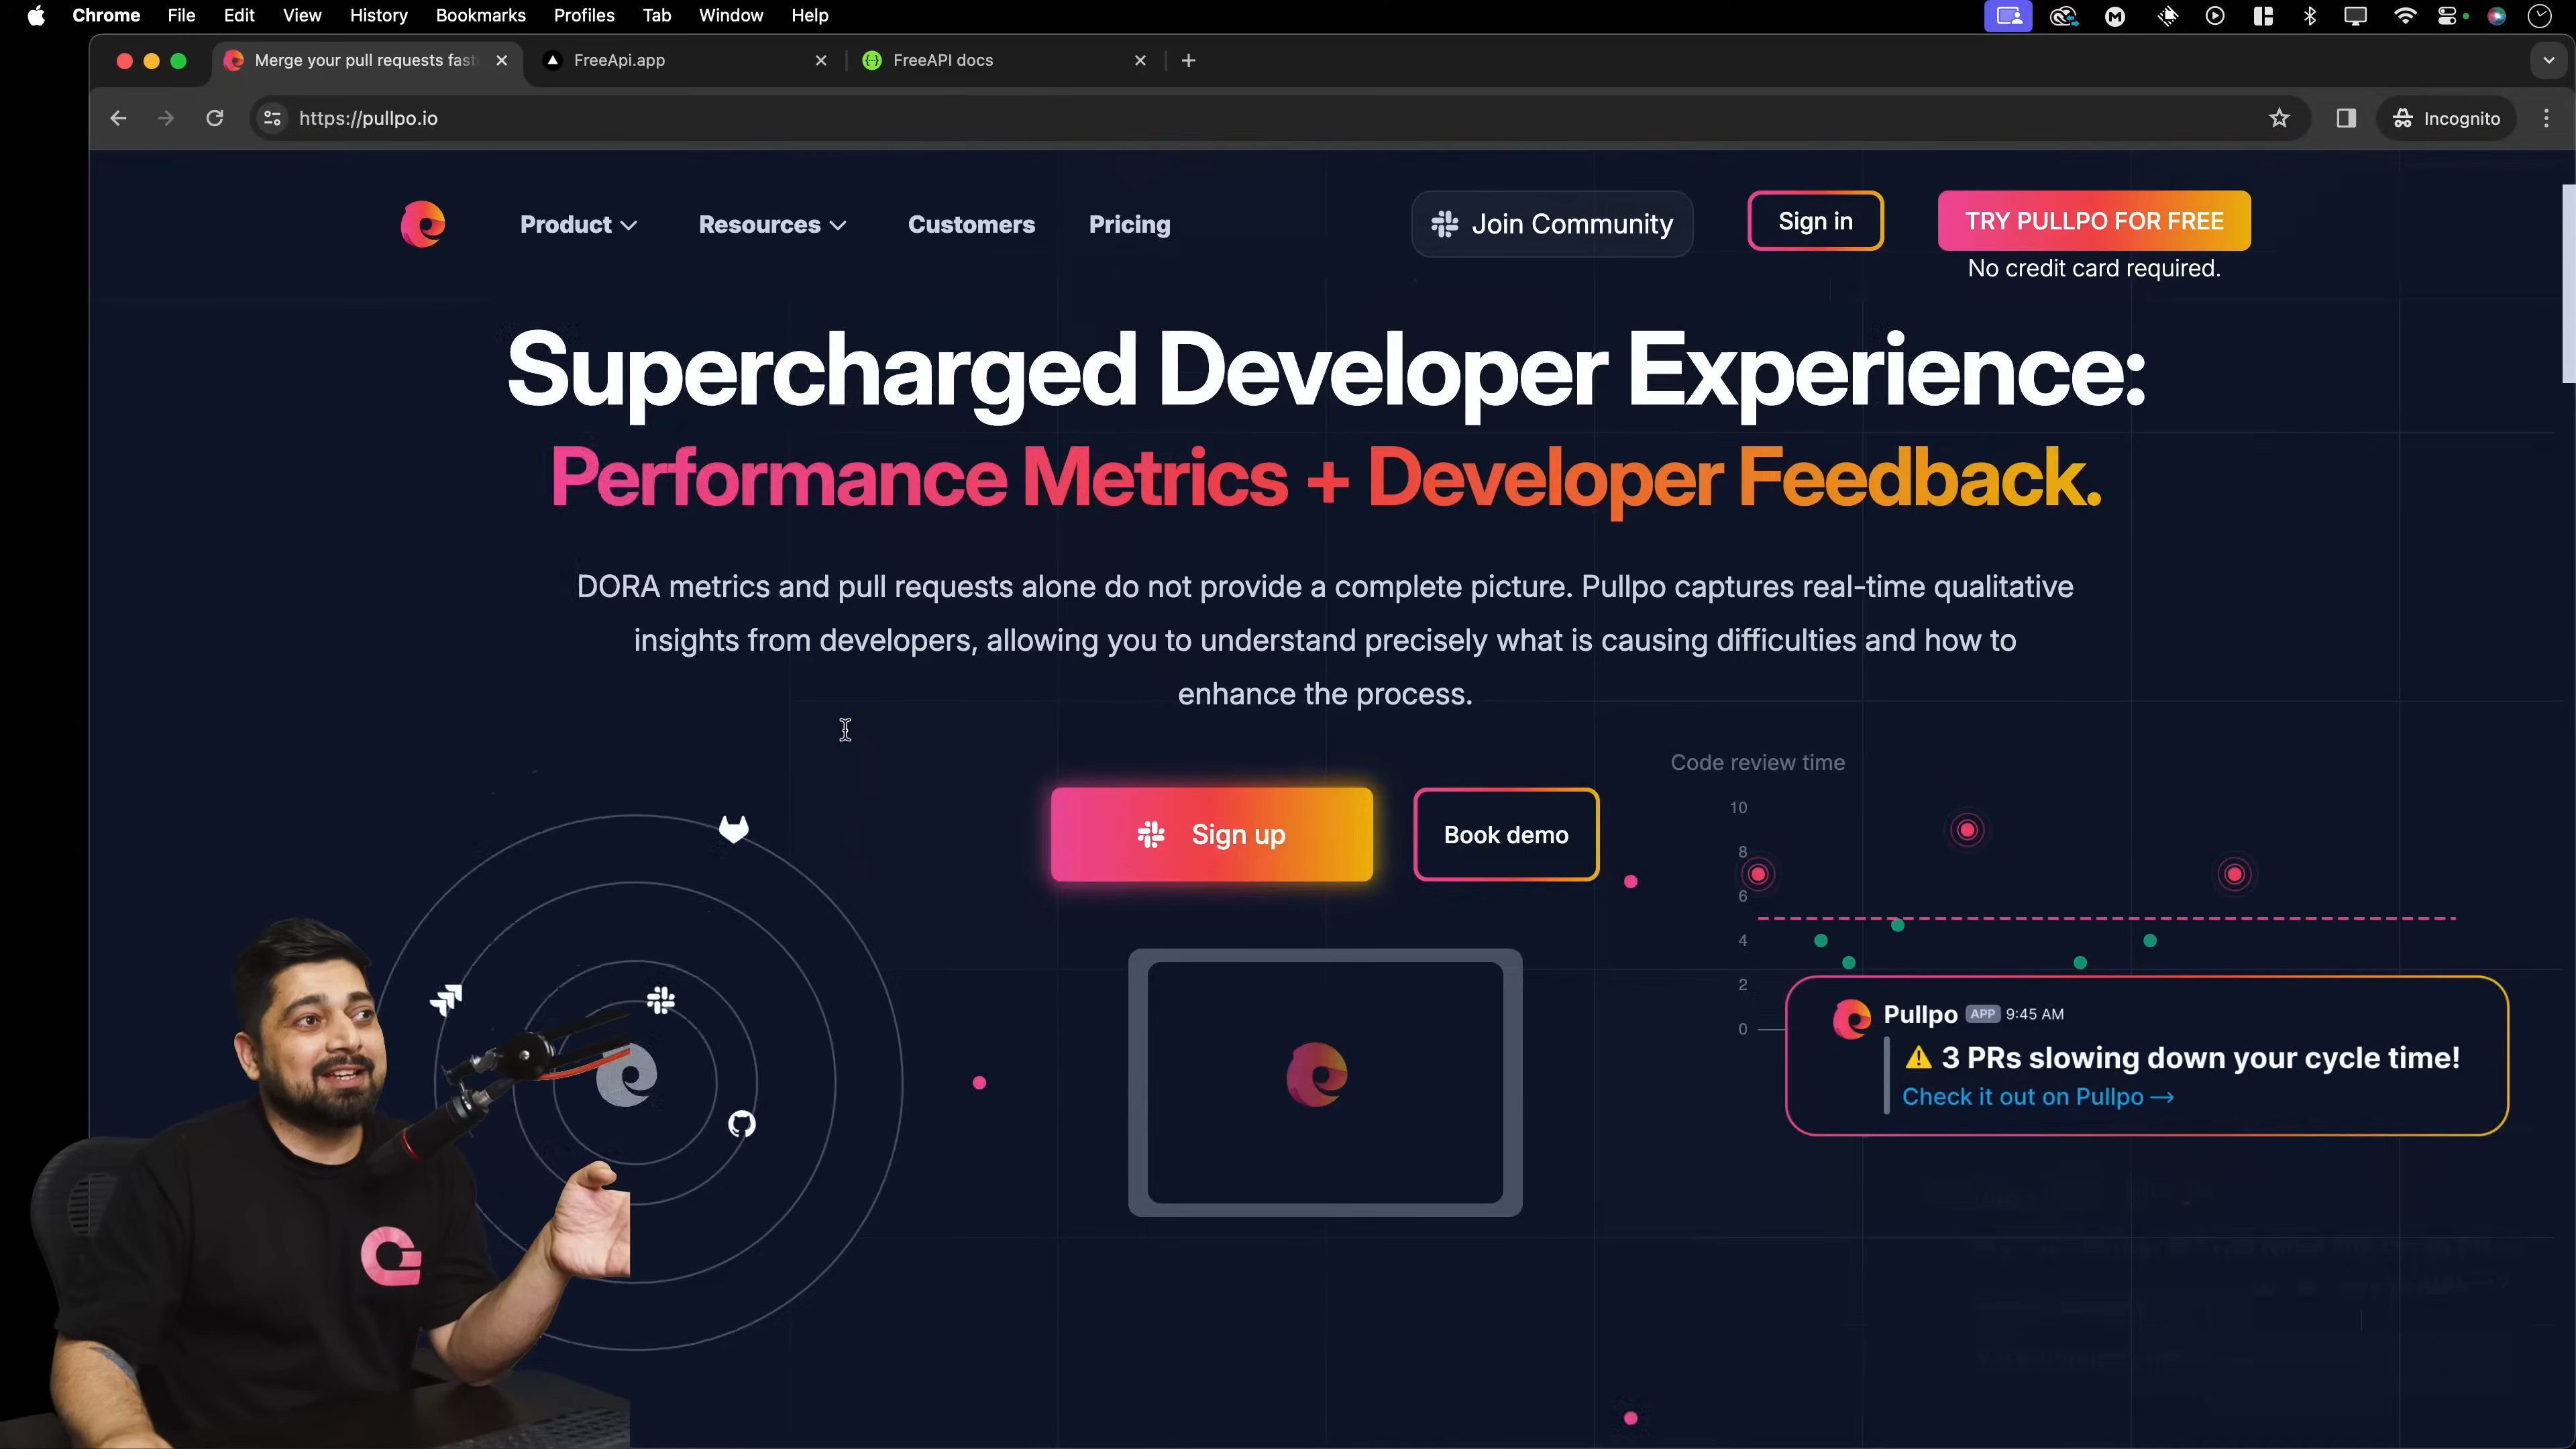 Chrome File Edit View History Bookmarks Profiles Tab Window Help
Merge your pull requests fast
FreeApi.app
FreeAPI docs
https://pullpo.io
Incognito
Product
Resources
Customers
Pricing
Join Community
Sign in
TRY PULLPO FOR FREE
No credit card required.
Supercharged Developer Experience:
Performance Metrics + Developer Feedback.
DORA metrics and pull requests alone do not provide a complete picture. Pullpo captures real-time qualitative
insights from developers, allowing you to understand precisely what is causing difficulties and how to
enhance the process.
Sign up
Book demo
Code review time
10
8
6
4
2
0
Pullpo APP 9:45 AM
⚠️ 3 PRs slowing down your cycle time!
Check it out on Pullpo →